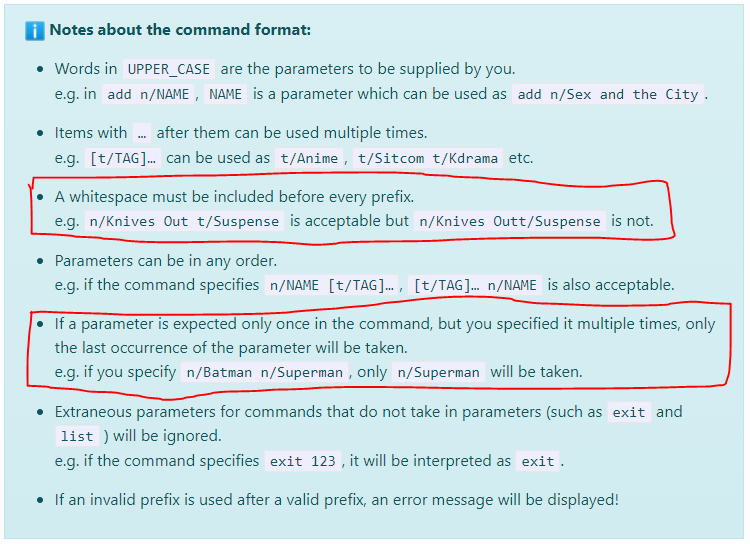 ℹ️ Notes about the command format:
• Words in UPPER_CASE are the parameters to be supplied by you.
e.g. in add n/NAME , NAME is a parameter which can be used as add n/Sex and the City .
• Items with … after them can be used multiple times.
e.g. [t/TAG]… can be used as t/Anime , t/Sitcom t/Kdrama etc.
• A whitespace must be included before every prefix.
e.g. n/Knives Out t/Suspense is acceptable but n/Knives Outt/Suspense is not.
• Parameters can be in any order.
e.g. if the command specifies n/NAME [t/TAG]… , [t/TAG]… n/NAME is also acceptable.
• If a parameter is expected only once in the command, but you specified it multiple times, only
the last occurrence of the parameter will be taken.
e.g. if you specify n/Batman n/Superman , only n/Superman will be taken.
• Extraneous parameters for commands that do not take in parameters (such as exit and
list ) will be ignored.
e.g. if the command specifies exit 123 , it will be interpreted as exit .
• If an invalid prefix is used after a valid prefix, an error message will be displayed!